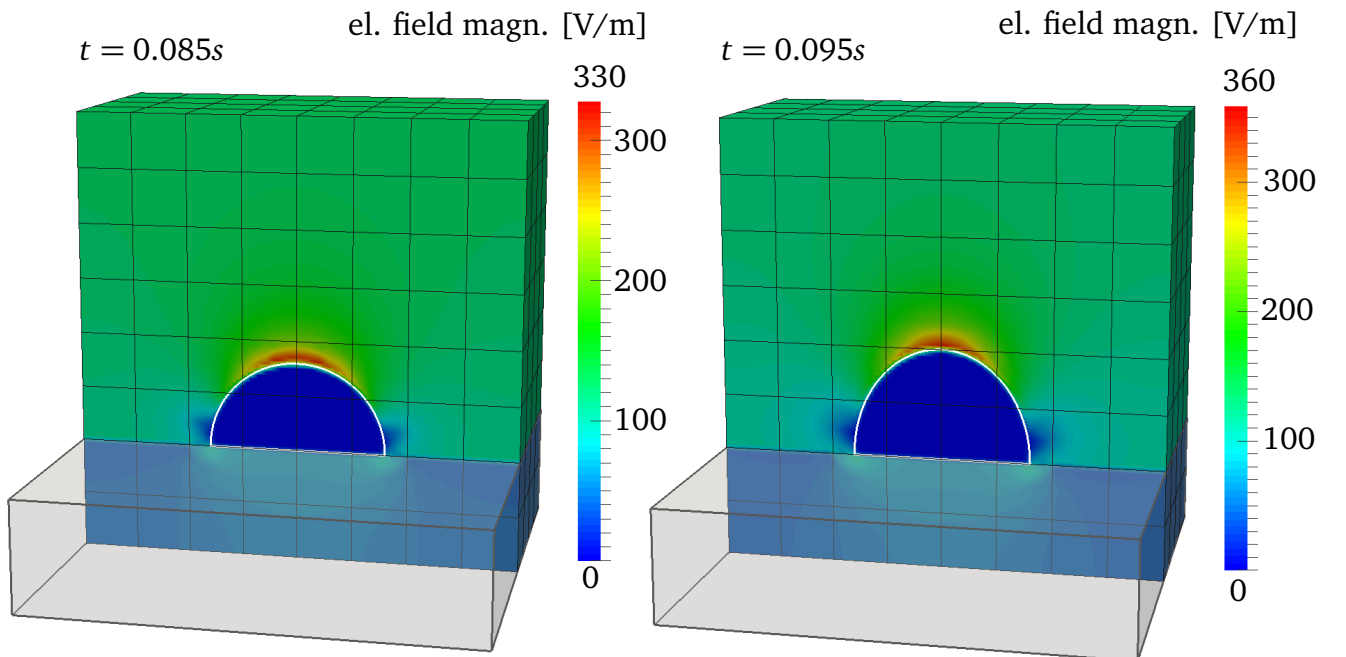 el. field magn. [V/m]
t = 0.085s
330
300
200
100
0
el. field magn. [V/m]
t = 0.095s
360
300
200
100
0